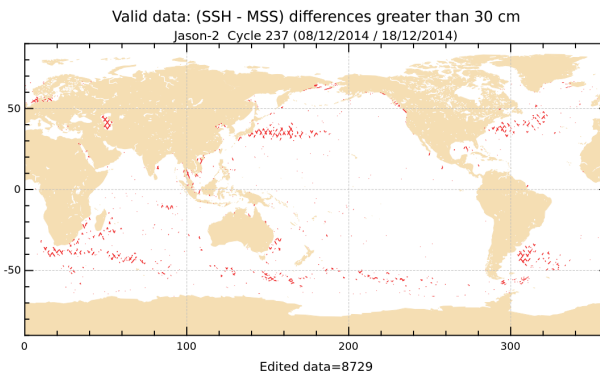 Valid data: (SSH - MSS) differences greater than 30 cm
Jason-2  Cycle 237 (08/12/2014 / 18/12/2014)
50
0
-50
0
100
200
300
Edited data=8729